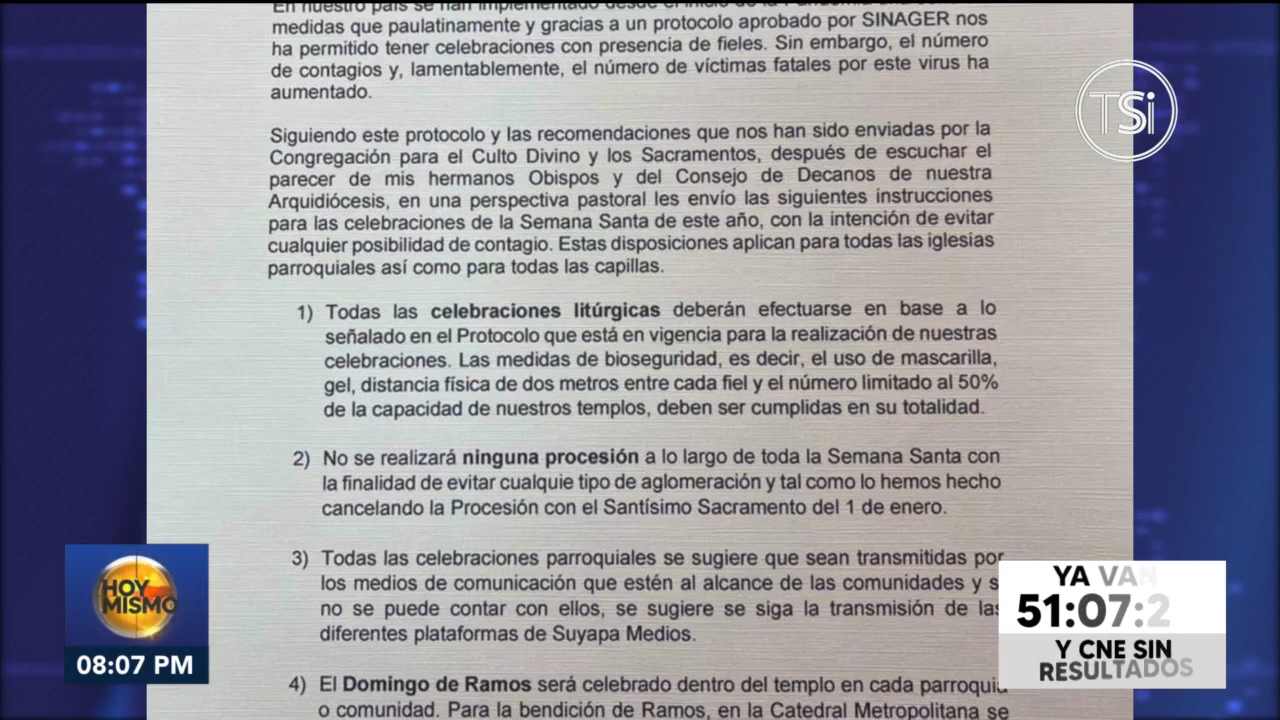 En nuestro país se han implementado desde el inicio de la Pandemia
medidas que paulatinamente y gracias a un protocolo aprobado por SINAGER nos
ha permitido tener celebraciones con presencia de fieles. Sin embargo, el número
de contagios y, lamentablemente, el número de víctimas fatales por este virus ha
aumentado.
Siguiendo este protocolo y las recomendaciones que nos han sido enviadas por la
Congregación para el Culto Divino y los Sacramentos, después de escuchar el
parecer de mis hermanos Obispos y del Consejo de Decanos de nuestra
Arquidiócesis, en una perspectiva pastoral les envío las siguientes instrucciones
para las celebraciones de la Semana Santa de este año, con la intención de evitar
cualquier posibilidad de contagio. Estas disposiciones aplican para todas las iglesias
parroquiales así como para todas las capillas.
1) Todas las celebraciones litúrgicas deberán efectuarse en base a lo
señalado en el Protocolo que está en vigencia para la realización de nuestras
celebraciones. Las medidas de bioseguridad, es decir, el uso de mascarilla,
gel, distancia física de dos metros entre cada fiel y el número limitado al 50%
de la capacidad de nuestros templos, deben ser cumplidas en su totalidad.
2) No se realizará ninguna procesión a lo largo de toda la Semana Santa con
la finalidad de evitar cualquie tipo de aglomeración y tal como lo hemos hecho
cancelando la Procesión con el Santísimo Sacramento del 1 de enero.
3) Todas las celebraciones parroquiales se sugiere que sean transmitidas por
los medios de comunicación que estén al alcance de las comunidades y s
no se puede contar con ellos, se sugiere se siga la transmisión de las
diferentes plataformas de Suyapa Medios.
4) El Domingo de Ramos será celebrado dentro del templo en cada parroquia
o comunidad. Para la bendición de Ramos, en la Catedral Metropolitana se
TSi
HOY
MISMO
08:07 PM
YA VAN
51:07:2
Y CNE SIN
RESULTADOS